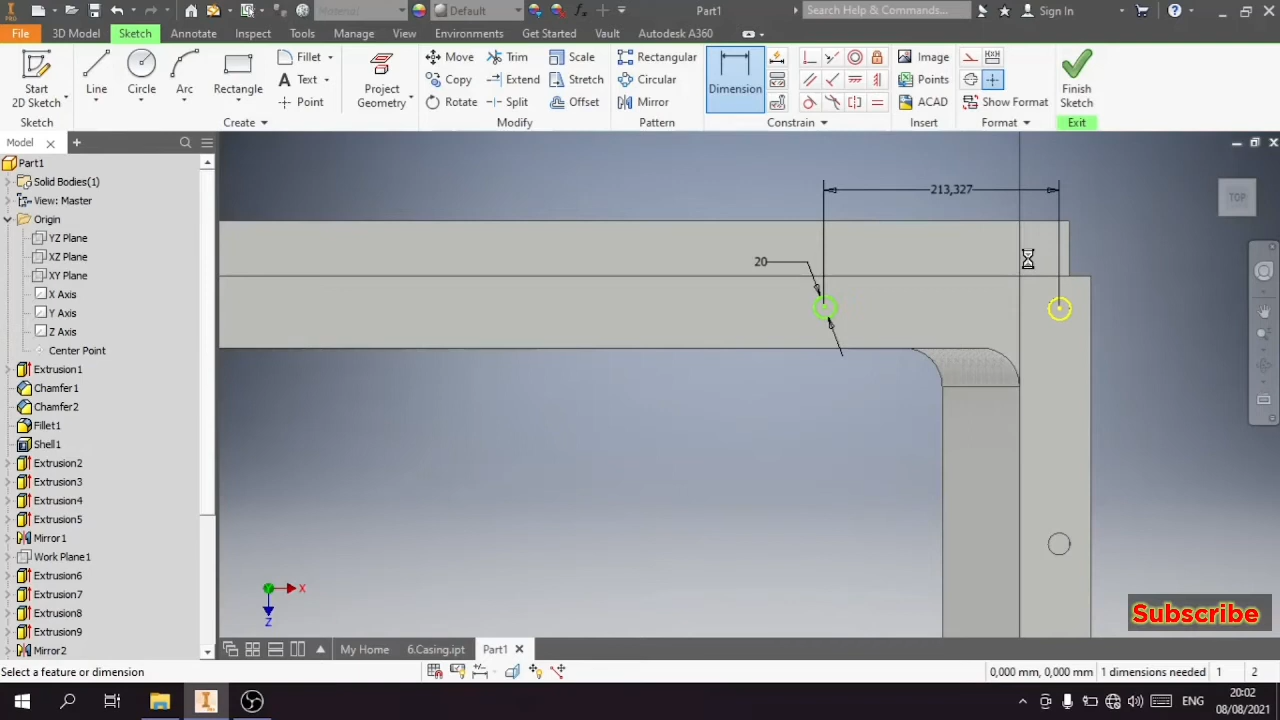 PRO
Material
Default
Part1
Search Help & Commands...
Sign In
File
3D Model
Sketch
Annotate
Inspect
Tools
Manage
View
Environments
Get Started
Vault
Autodesk A360
Start
2D Sketch
Line
Circle
Arc
Rectangle
Fillet
Text
Point
Project
Geometry
Move
Copy
Rotate
Trim
Extend
Split
Scale
Stretch
Offset
Rectangular
Circular
Mirror
Dimension
Image
Points
ACAD
Show Format
Finish
Sketch
Sketch
Create
Modify
Pattern
Constrain
Insert
Format
Exit
Model
Part1
Solid Bodies(1)
View: Master
Origin
YZ Plane
XZ Plane
XY Plane
X Axis
Y Axis
Z Axis
Center Point
Extrusion1
Chamfer1
Chamfer2
Fillet1
Shell1
Extrusion2
Extrusion3
Extrusion4
Extrusion5
Mirror1
Work Plane1
Extrusion6
Extrusion7
Extrusion8
Extrusion9
Mirror2
213,327
20
TOP
X
Z
Subscribe
My Home
6.Casing.ipt
Part1
Select a feature or dimension
0,000 mm, 0,000 mm
1 dimensions needed
1
2
ENG
20:02
08/08/2021